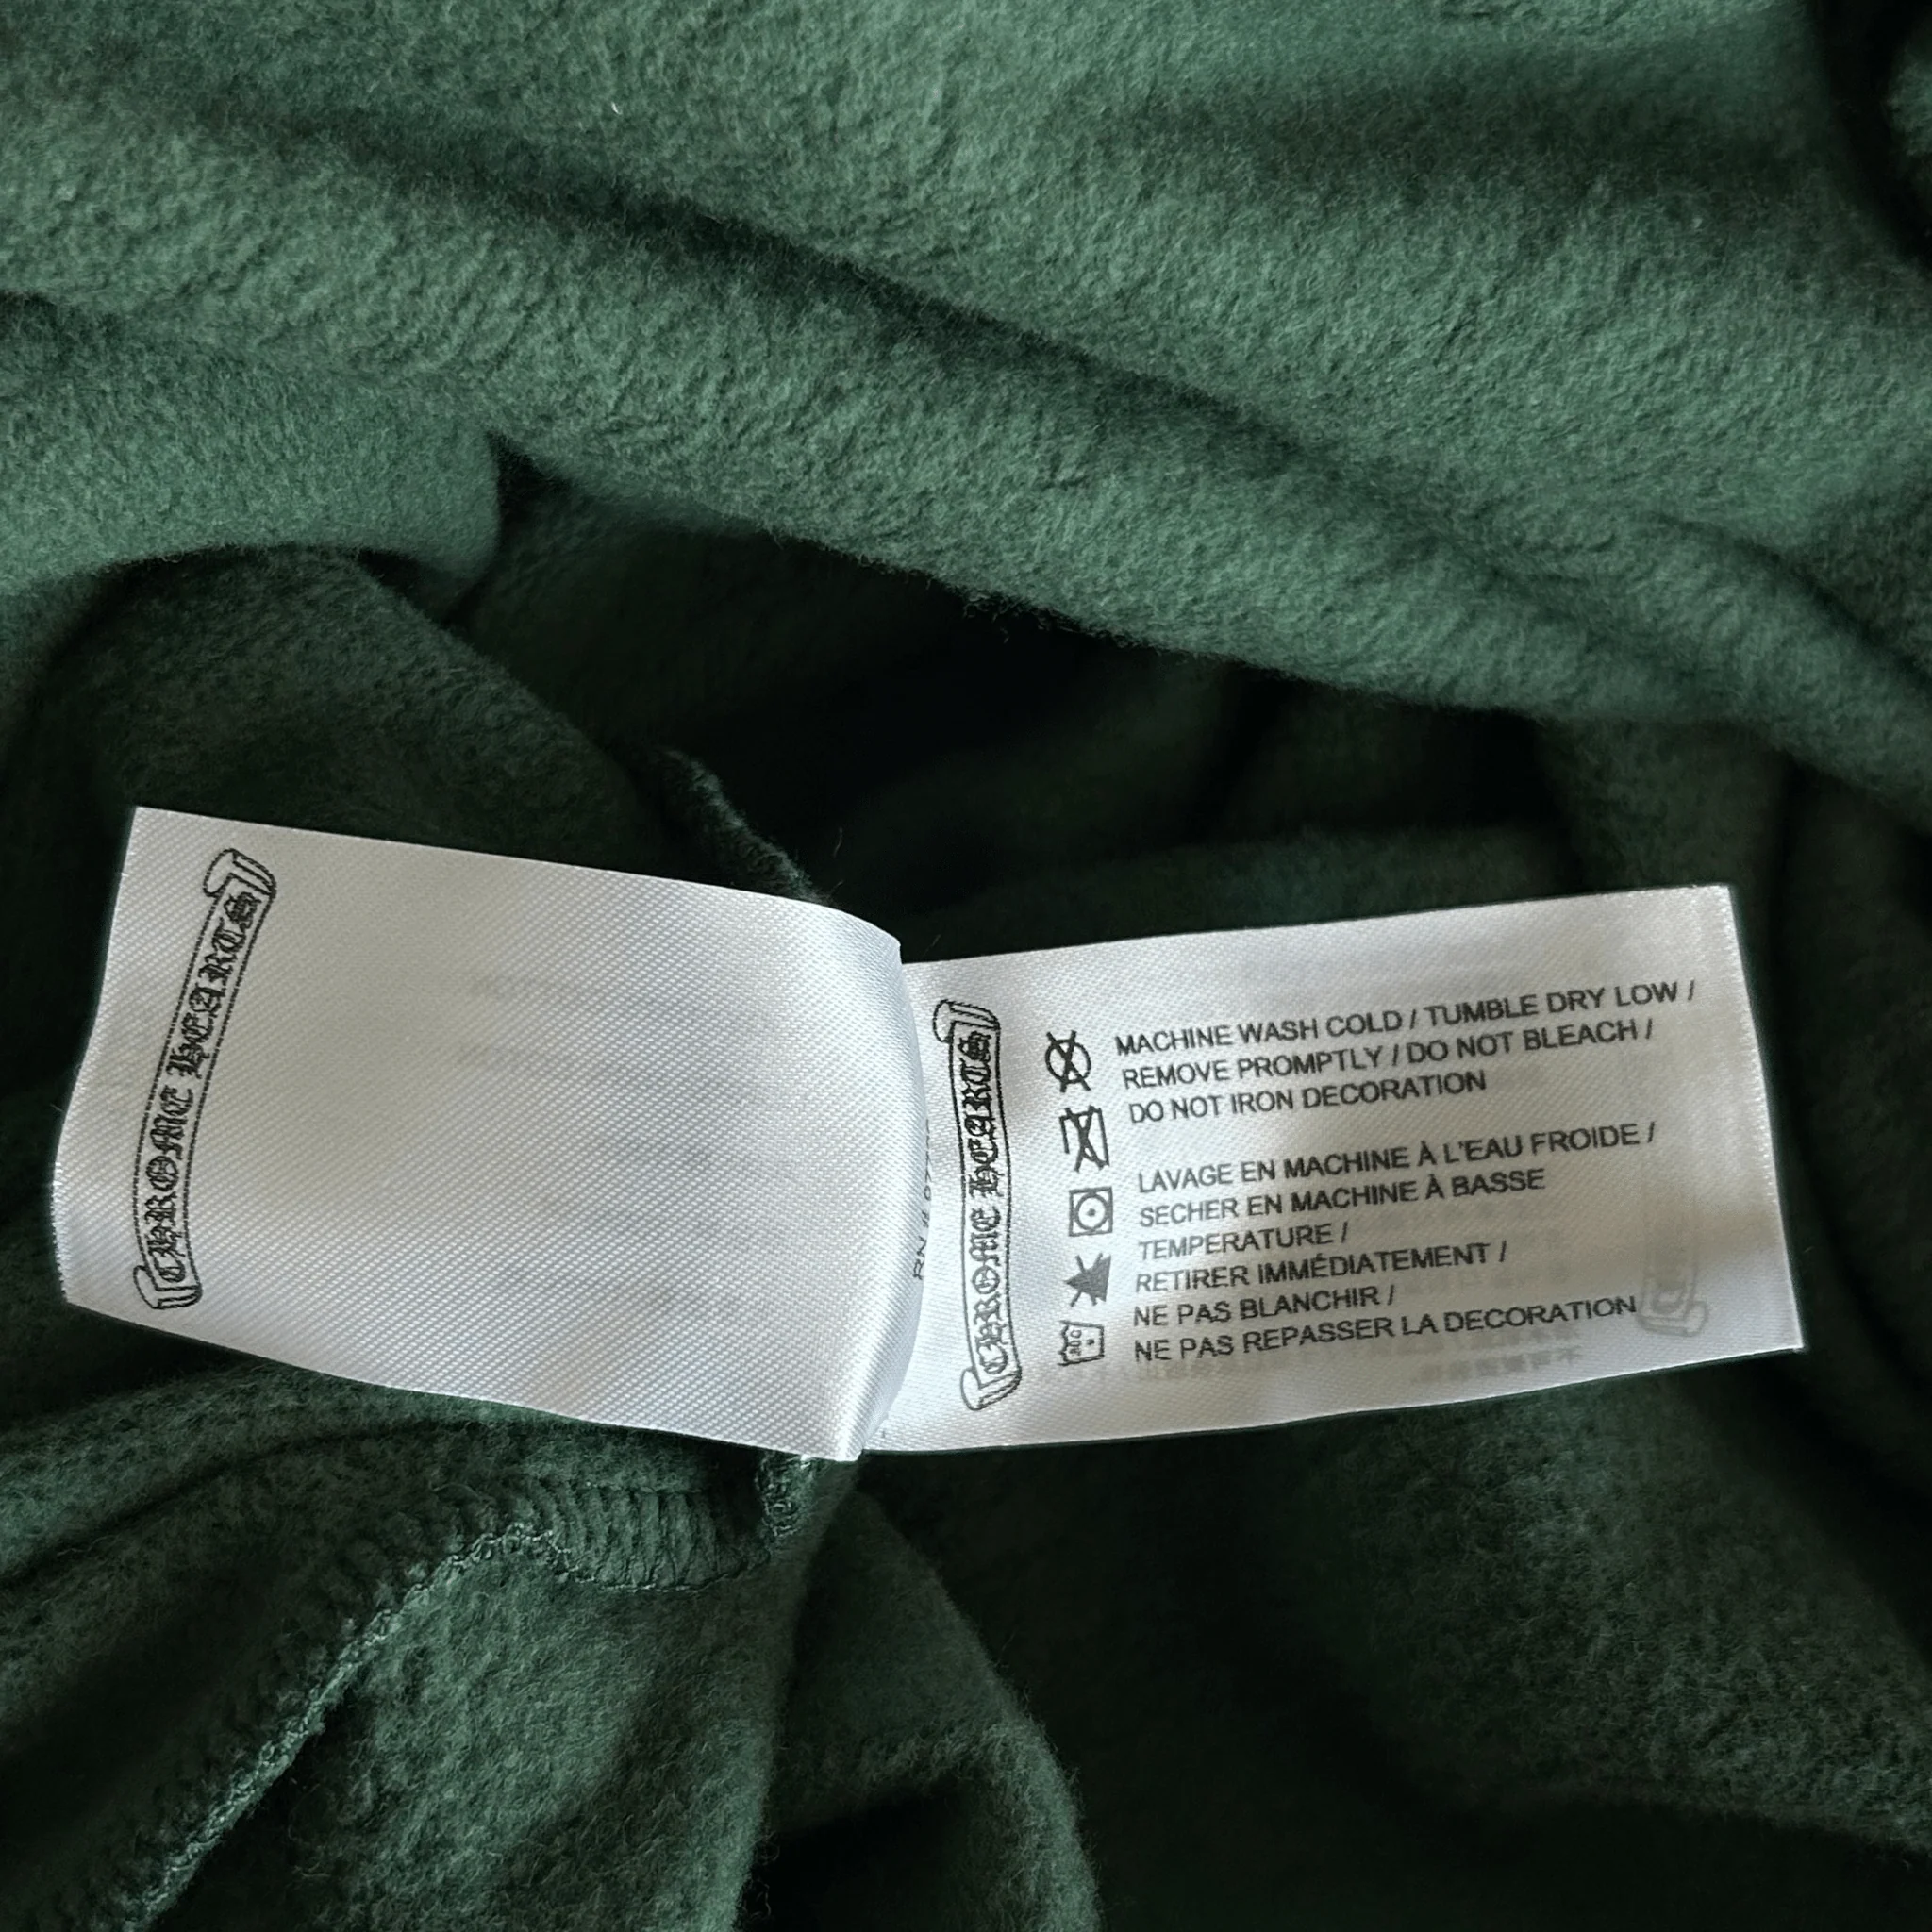 CHROME HEARTS
CHROME HEARTS
MACHINE WASH COLD / TUMBLE DRY LOW /
REMOVE PROMPTLY / DO NOT BLEACH /
DO NOT IRON DECORATION
LAVAGE EN MACHINE À L'EAU FROIDE /
SECHER EN MACHINE À BASSE
TEMPERATURE /
RETIRER IMMÉDIATEMENT /
NE PAS BLANCHIR /
NE PAS REPASSER LA DECORATION